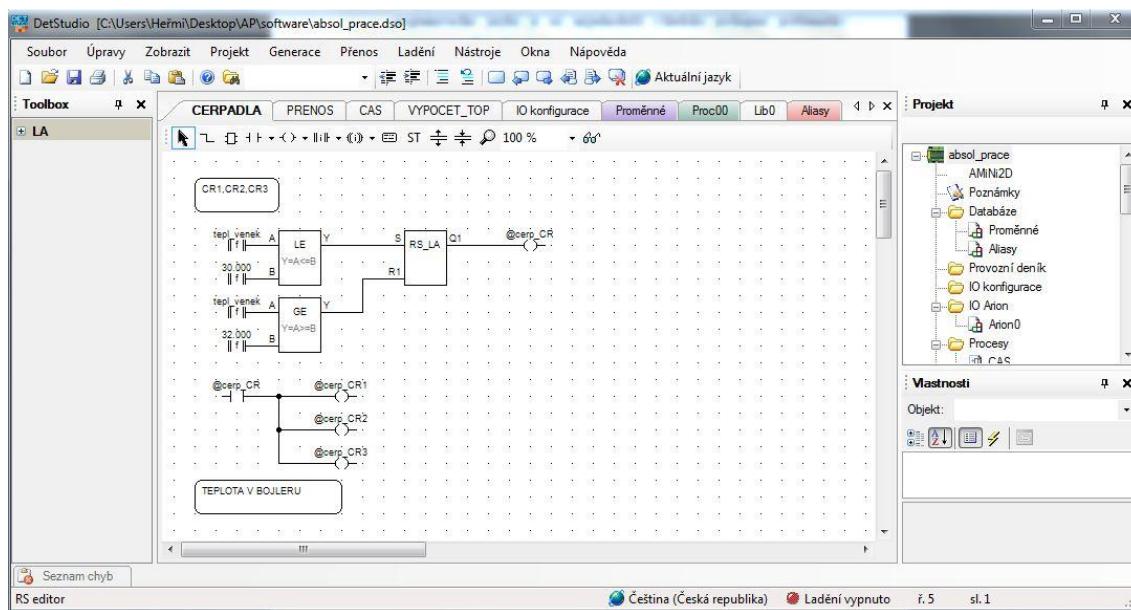 DetStudio [C:\Users\Heřmi\Desktop\AP\software\absol_prace.dso]
Soubor Úpravy Zobrazit Projekt Generace Přenos Ladění Nástroje Okna Nápověda
Aktuální jazyk
Toolbox
LA
CERPADLA PRENOS CAS VYPOCET_TOP IO konfigurace Proměnné Proc00 Lib0 Aliasy
ST 100 %
CR1,CR2,CR3
tepl_venek A LE Y S RS_LA Q1 @cerp_CR
f Y=A<=B
30.000 B R1
f
tepl_venek A GE Y
f Y=A>=B
32.000 B
f
@cerp_CR @cerp_CR1
@cerp_CR2
@cerp_CR3
TEPLOTA V BOJLERU
Projekt
absol_prace
AMiNi2D
Poznámky
Databáze
Proměnné
Aliasy
Provozní deník
IO konfigurace
IO Arion
Arion0
Procesy
CAS
Vlastnosti
Objekt:
Seznam chyb
RS editor Čeština (Česká republika) Ladění vypnuto ř. 5 sl. 1